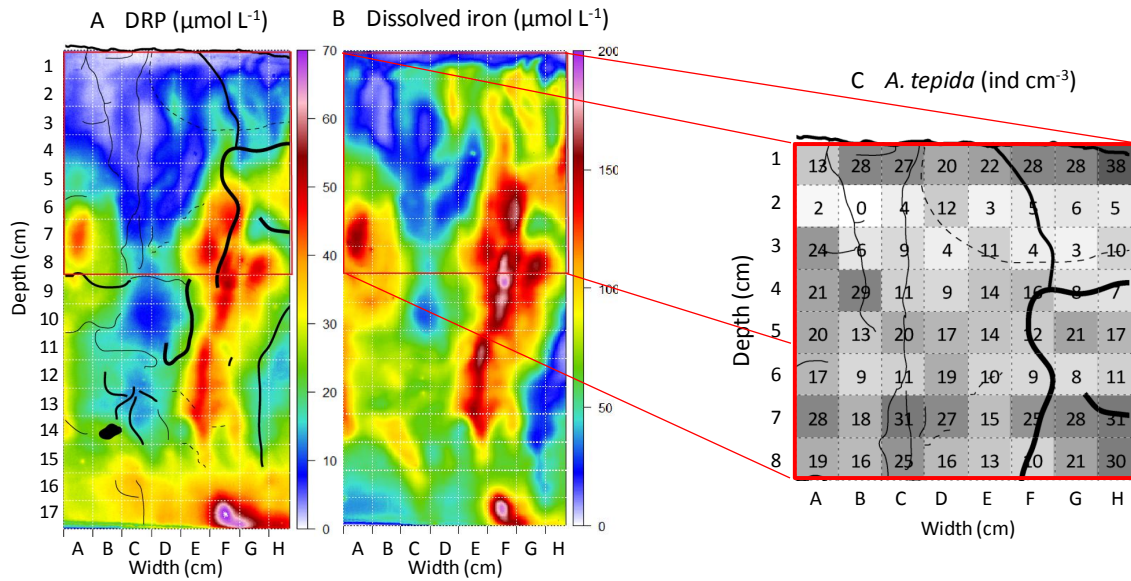 A DRP (µmol L⁻¹)
B Dissolved iron (µmol L⁻¹)
C A. tepida (ind cm⁻³)
Depth (cm)
1
2
3
4
5
6
7
8
9
10
11
12
13
14
15
16
17
A B C D E F G H
Width (cm)
70
60
50
40
30
20
10
0
A B C D E F G H
Width (cm)
200
150
100
50
0
Depth (cm)
1 13 28 27 20 22 28 28 38
2 2 0 4 12 3 5 6 5
3 24 6 9 4 11 4 3 10
4 21 29 11 9 14 16 8 7
5 20 13 20 17 14 12 21 17
6 17 9 11 19 10 9 8 11
7 28 18 31 27 15 25 28 31
8 19 16 25 16 13 10 21 30
A B C D E F G H
Width (cm)